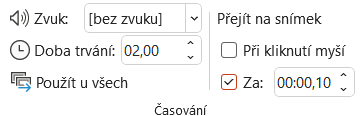 Zvuk: [bez zvuku]
Doba trvání: 02,00
Použít u všech
Přejít na snímek
Při kliknutí myší
Za: 00:00,10
Časování